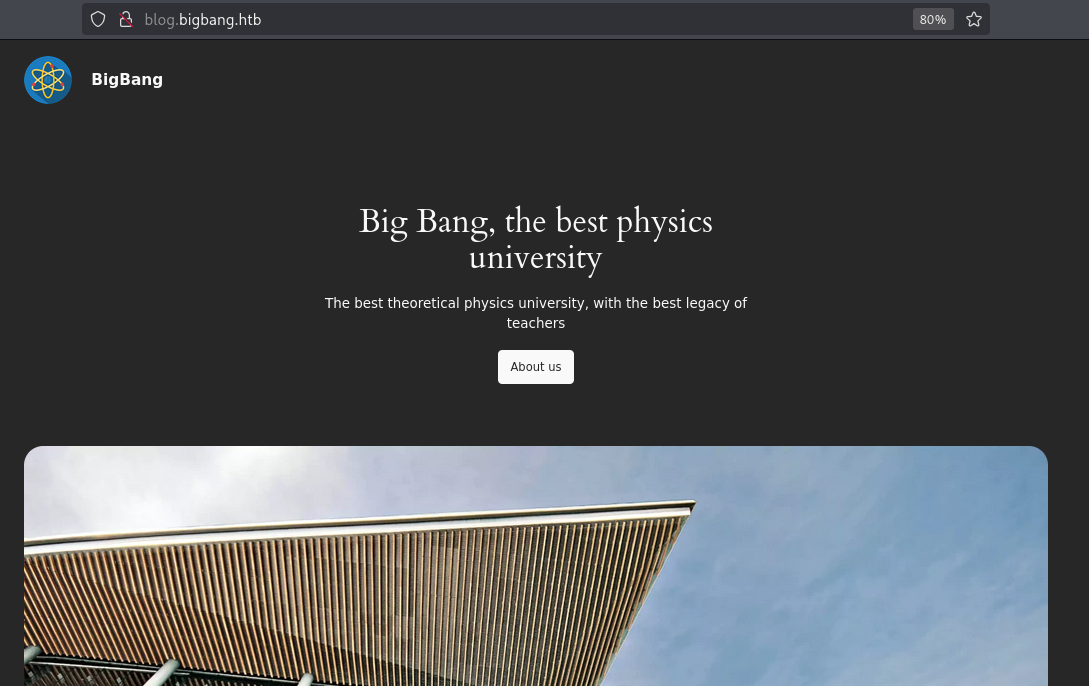 blog.bigbang.htb
80%
BigBang
Big Bang, the best physics
university
The best theoretical physics university, with the best legacy of
teachers
About us